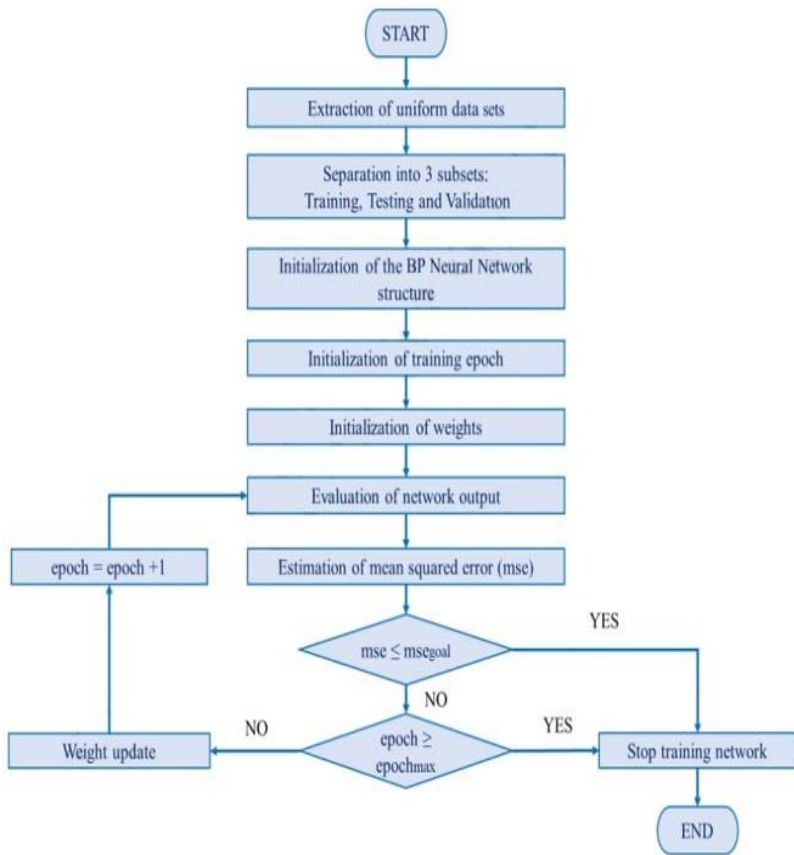 START
Extraction of uniform data sets
Separation into 3 subsets:
Training, Testing and Validation
Initialization of the BP Neural Network
structure
Initialization of training epoch
Initialization of weights
Evaluation of network output
epoch = epoch +1
Estimation of mean squared error (mse)
YES
mse ≤ msegoal
NO
NO
YES
Weight update
epoch ≥
epochmax
Stop training network
END